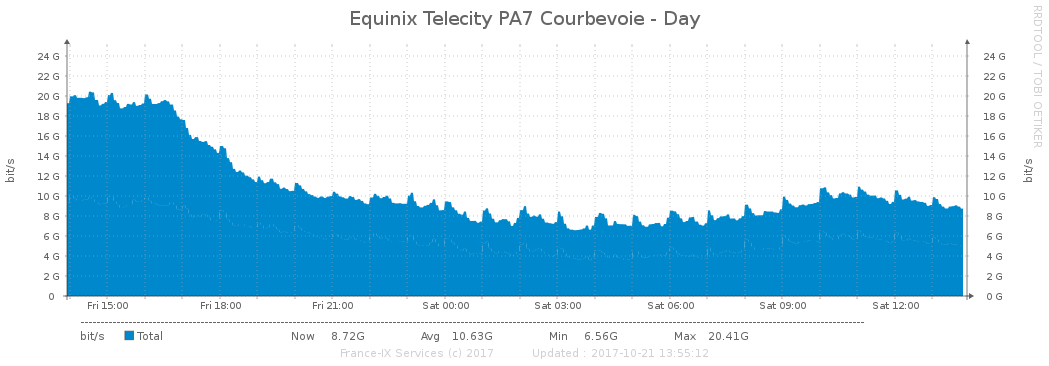 Equinix Telecity PA7 Courbevoie - Day
RRDTOOL / TOBI OETIKER
24 G 24 G
22 G 22 G
20 G 20 G
18 G 18 G
16 G 16 G
14 G 14 G
12 G 12 G
10 G 10 G
8 G 8 G
6 G 6 G
4 G 4 G
2 G 2 G
0 0 G
bit/s
bit/s
Fri 15:00 Fri 18:00 Fri 21:00 Sat 00:00 Sat 03:00 Sat 06:00 Sat 09:00 Sat 12:00
bit/s Total Now 8.72G Avg 10.63G Min 6.56G Max 20.41G
France-IX Services (c) 2017 Updated : 2017-10-21 13:55:12